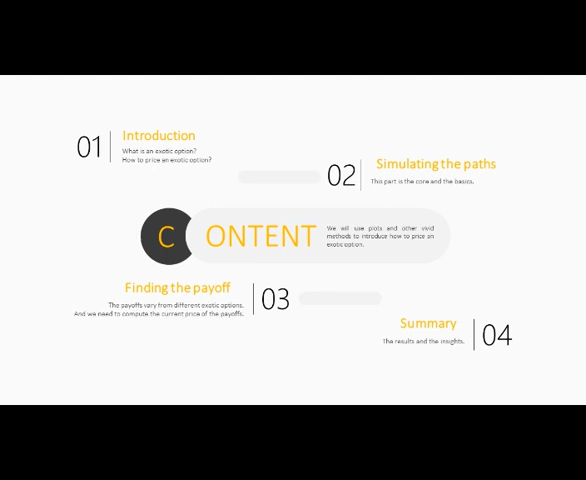 01
Introduction
What is an exotic option?
How to price an exotic option?
02
Simulating the paths
This part is the core and the basics.
CONTENT
We will use plots and other vivid
methods to introduce how to price an
exotic option.
Finding the payoff
The payoffs vary from different exotic options.
And we need to compute the current price of the payoffs.
03
Summary
The results and the insights.
04